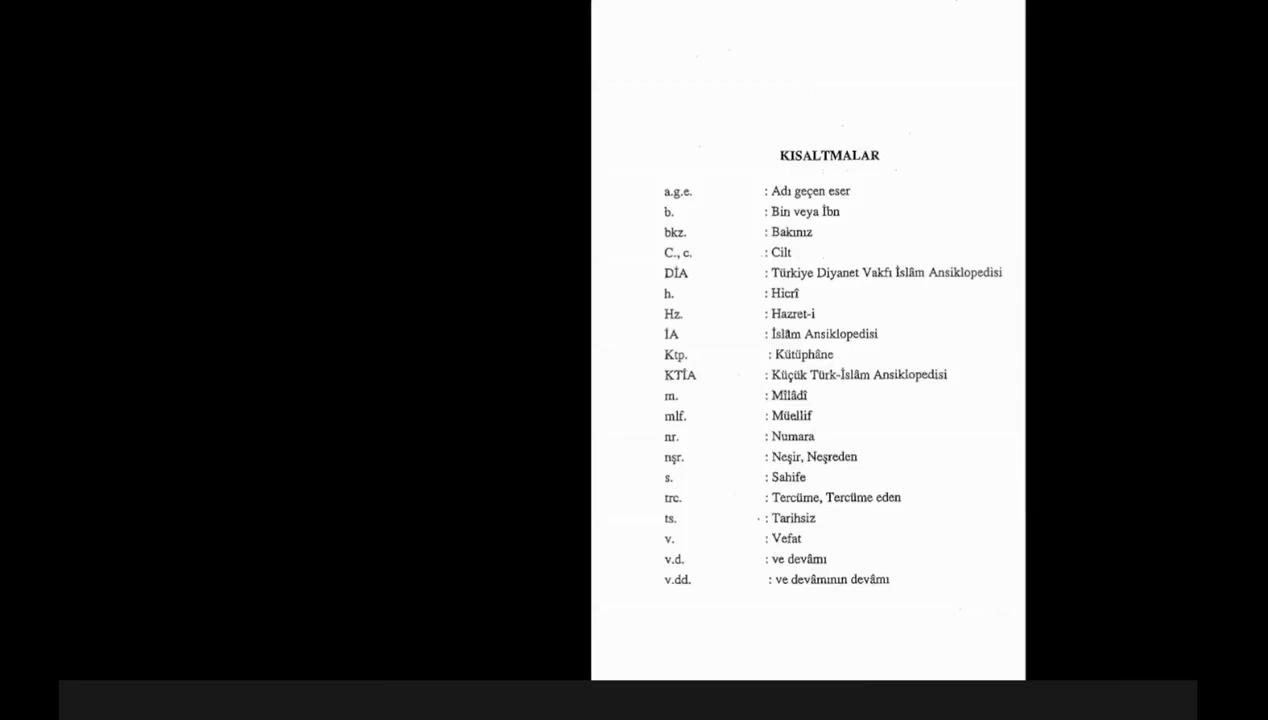 KISALTMALAR
a.g.e. : Adı geçen eser
b. : Bin veya İbn
bkz. : Bakınız
C., c. : Cilt
DİA : Türkiye Diyanet Vakfı İslâm Ansiklopedisi
h. : Hicrî
Hz. : Hazret-i
İA : İslâm Ansiklopedisi
Ktp. : Kütüphâne
KTİA : Küçük Türk-İslâm Ansiklopedisi
m. : Mîlâdî
mlf. : Müellif
nr. : Numara
nşr. : Neşir, Neşreden
s. : Sahife
trc. : Tercüme, Tercüme eden
ts. : Tarihsiz
v. : Vefat
v.d. : ve devâmı
v.dd. : ve devâmının devâmı